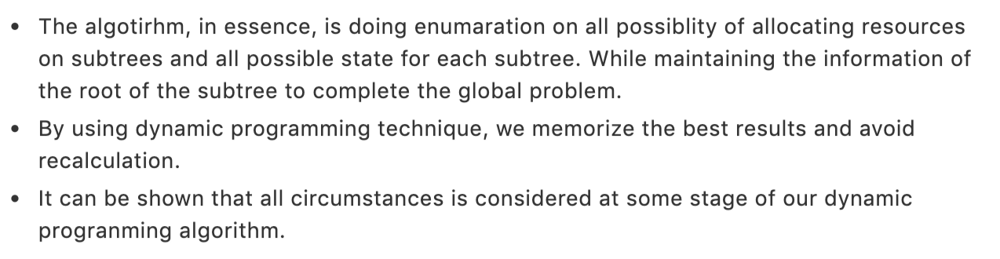 • The algotirhm, in essence, is doing enumaration on all possiblity of allocating resources
on subtrees and all possible state for each subtree. While maintaining the information of
the root of the subtree to complete the global problem.
• By using dynamic programming technique, we memorize the best results and avoid
recalculation.
• It can be shown that all circumstances is considered at some stage of our dynamic
progranming algorithm.